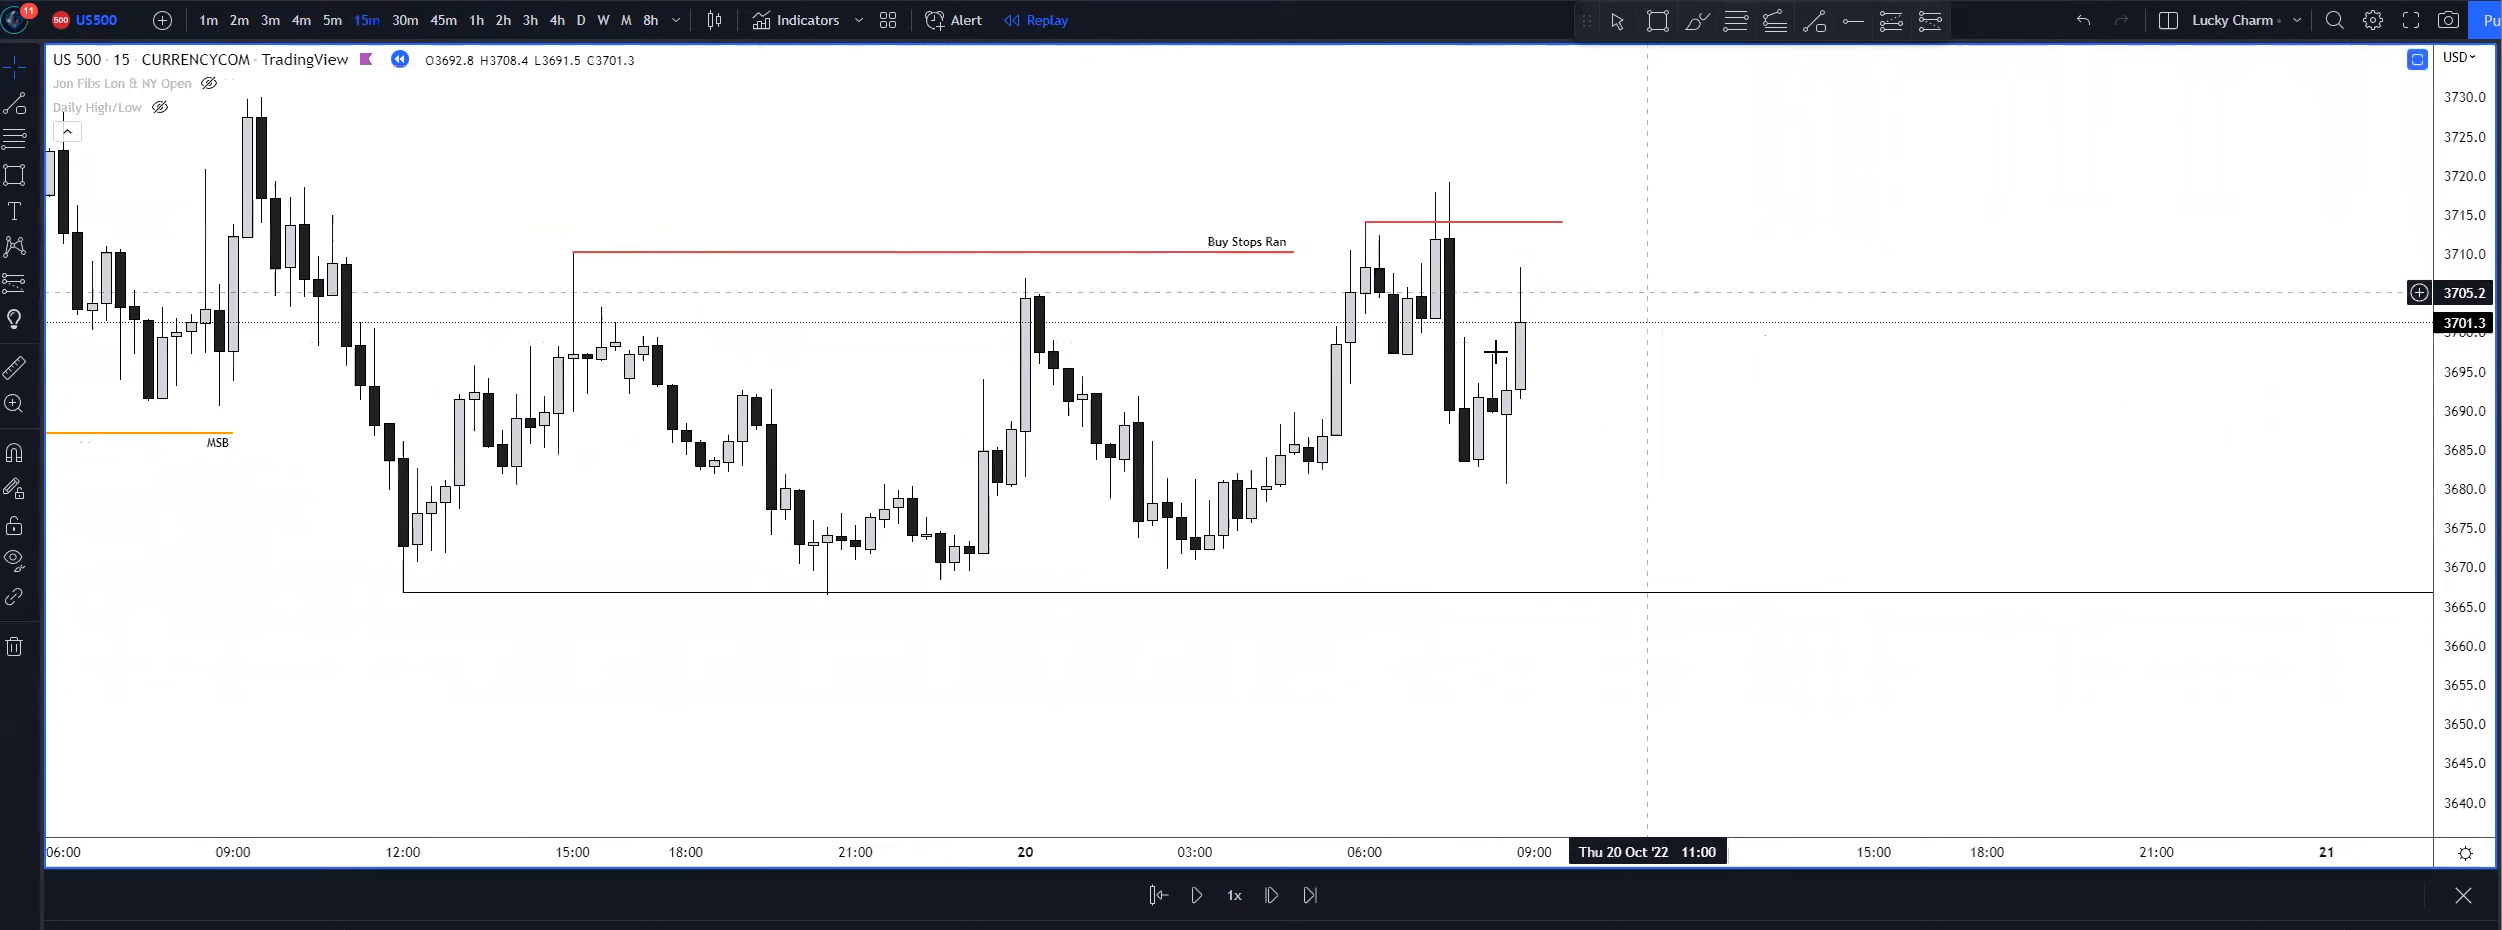 11
500 US500 1m 2m 3m 4m 5m 15m 30m 45m 1h 2h 3h 4h D W M 8h Indicators Alert Replay Lucky Charm Pu
US 500 · 15 · CURRENCYCOM · TradingView O3692.8 H3708.4 L3691.5 C3701.3 USD
Jon Fibs Lon & NY Open
Daily High/Low
3730.0
3725.0
3720.0
3715.0
Buy Stops Ran
3710.0
3705.2
3701.3
3700.0
3695.0
3690.0
MSB
3685.0
3680.0
3675.0
3670.0
3665.0
3660.0
3655.0
3650.0
3645.0
3640.0
06:00 09:00 12:00 15:00 18:00 21:00 20 03:00 06:00 09:00 Thu 20 Oct '22 11:00 15:00 18:00 21:00 21
1x